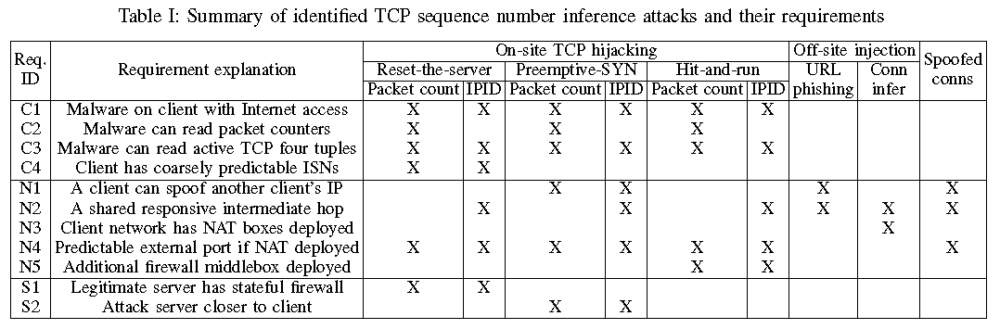 Table I: Summary of identified TCP sequence number inference attacks and their requirements
On-site TCP hijacking Off-site injection
Req. ID Requirement explanation Reset-the-server Preemptive-SYN Hit-and-run URL phishing Conn infer Spoofed conns
Packet count IPID Packet count IPID Packet count IPID
C1 Malware on client with Internet access X X X X X X
C2 Malware can read packet counters X X X
C3 Malware can read active TCP four tuples X X X X X X
C4 Client has coarsely predictable ISNs X X
N1 A client can spoof another client's IP X X X X
N2 A shared responsive intermediate hop X X X X X X
N3 Client network has NAT boxes deployed X
N4 Predictable external port if NAT deployed X X X X X X X
N5 Additional firewall middlebox deployed X X
S1 Legitimate server has stateful firewall X X
S2 Attack server closer to client X X